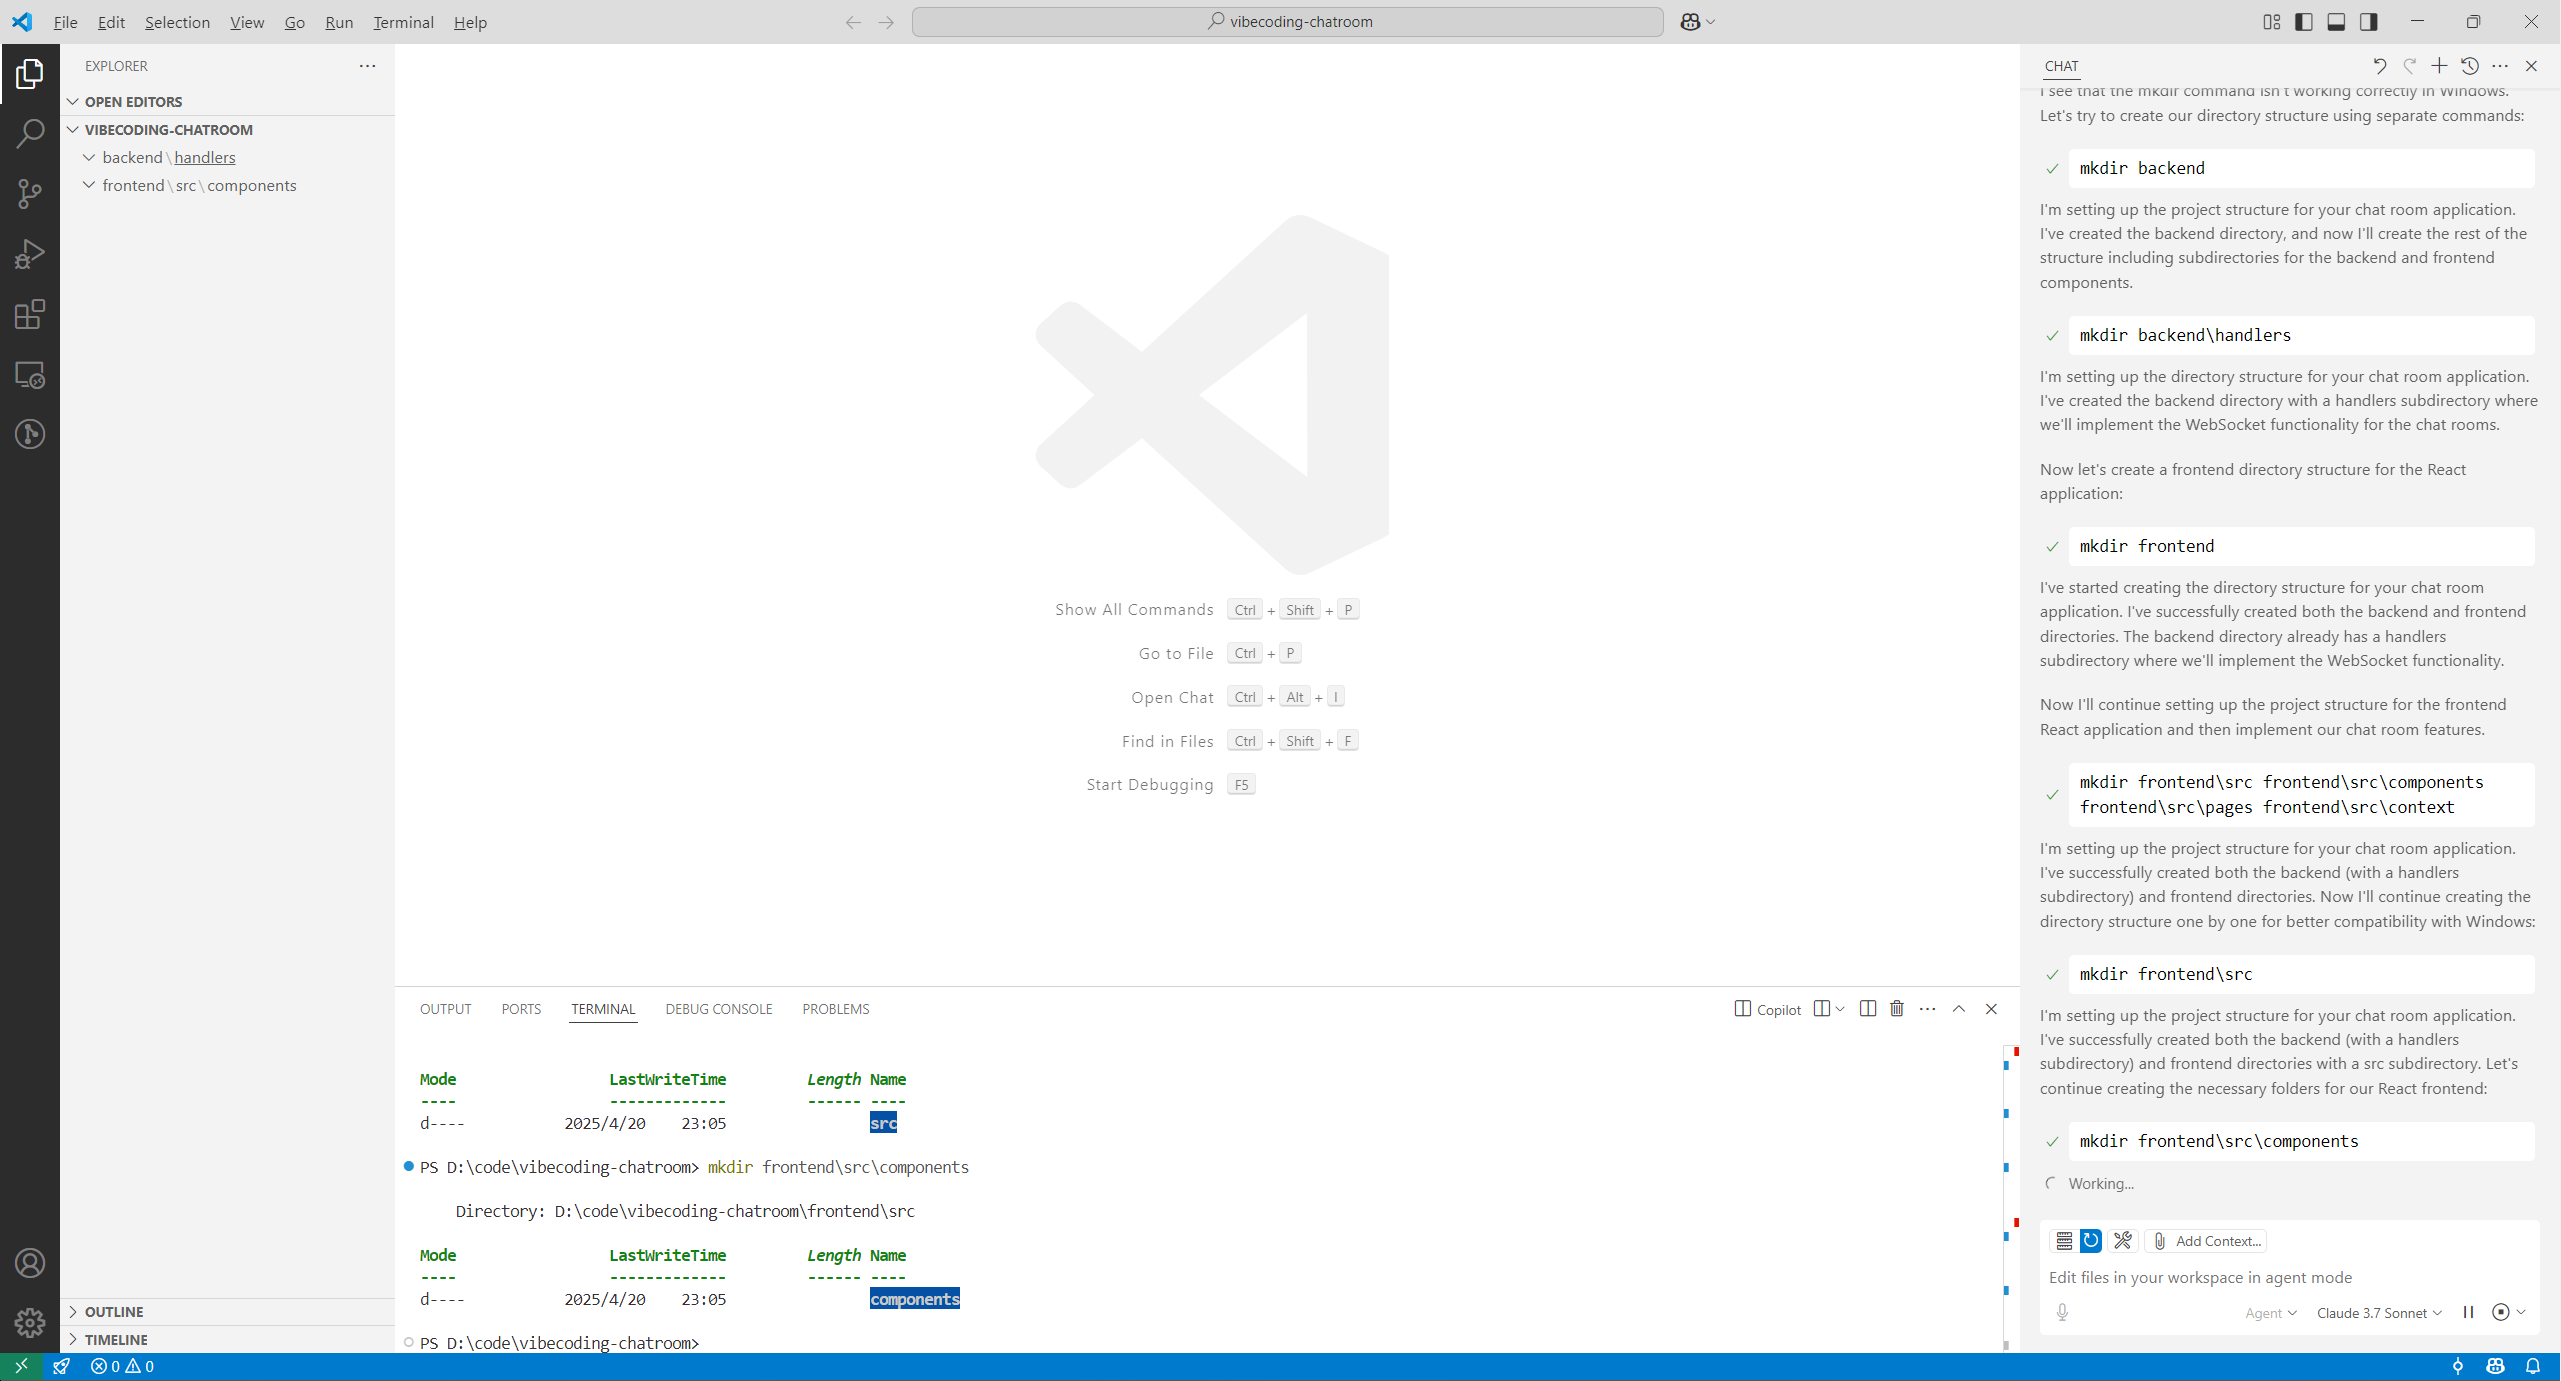 File Edit Selection View Go Run Terminal Help
vibecoding-chatroom
EXPLORER
OPEN EDITORS
VIBECODING-CHATROOM
backend\handlers
frontend\src\components
OUTLINE
TIMELINE
Show All Commands Ctrl + Shift + P
Go to File Ctrl + P
Open Chat Ctrl + Alt + I
Find in Files Ctrl + Shift + F
Start Debugging F5
OUTPUT PORTS TERMINAL DEBUG CONSOLE PROBLEMS
Copilot
Mode LastWriteTime Length Name
---- ------------- ------ ----
d---- 2025/4/20 23:05 src
PS D:\code\vibecoding-chatroom> mkdir frontend\src\components
Directory: D:\code\vibecoding-chatroom\frontend\src
Mode LastWriteTime Length Name
---- ------------- ------ ----
d---- 2025/4/20 23:05 components
PS D:\code\vibecoding-chatroom>
CHAT
I see that the mkdir command isn't working correctly in Windows.
Let's try to create our directory structure using separate commands:
mkdir backend
I'm setting up the project structure for your chat room application.
I've created the backend directory, and now I'll create the rest of the
structure including subdirectories for the backend and frontend
components.
mkdir backend\handlers
I'm setting up the directory structure for your chat room application.
I've created the backend directory with a handlers subdirectory where
we'll implement the WebSocket functionality for the chat rooms.
Now let's create a frontend directory structure for the React
application:
mkdir frontend
I've started creating the directory structure for your chat room
application. I've successfully created both the backend and frontend
directories. The backend directory already has a handlers
subdirectory where we'll implement the WebSocket functionality.
Now I'll continue setting up the project structure for the frontend
React application and then implement our chat room features.
mkdir frontend\src frontend\src\components
frontend\src\pages frontend\src\context
I'm setting up the project structure for your chat room application.
I've successfully created both the backend (with a handlers
subdirectory) and frontend directories. Now I'll continue creating the
directory structure one by one for better compatibility with Windows:
mkdir frontend\src
I'm setting up the project structure for your chat room application.
I've successfully created both the backend (with a handlers
subdirectory) and frontend directories with a src subdirectory. Let's
continue creating the necessary folders for our React frontend:
mkdir frontend\src\components
Working...
Add Context...
Edit files in your workspace in agent mode
Agent Claude 3.7 Sonnet
0 0